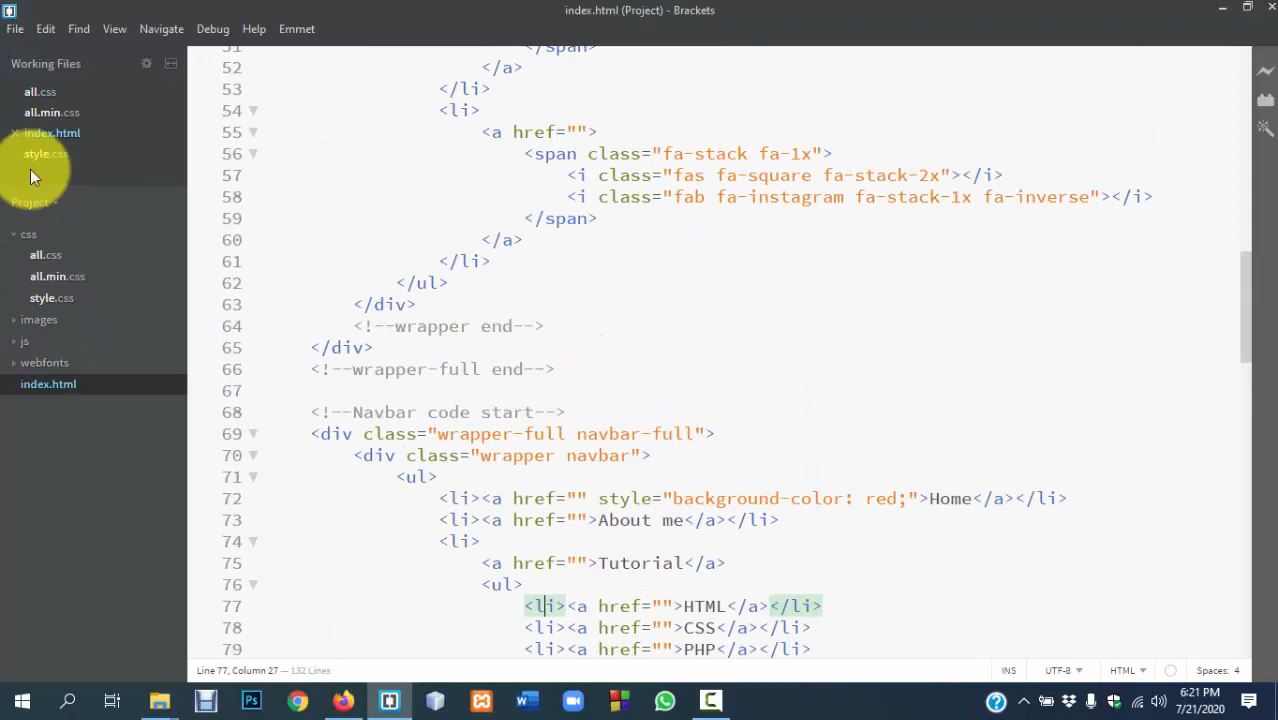 index.html (Project) - Brackets
File Edit Find View Navigate Debug Help Emmet
Working Files
all.css
all.min.css
index.html
style.css
Project
css
all.css
all.min.css
style.css
images
js
webfonts
index.html
51 </span>
52 </a>
53 </li>
54 <li>
55 <a href="">
56 <span class="fa-stack fa-1x">
57 <i class="fas fa-square fa-stack-2x"></i>
58 <i class="fab fa-instagram fa-stack-1x fa-inverse"></i>
59 </span>
60 </a>
61 </li>
62 </ul>
63 </div>
64 <!--wrapper end-->
65 </div>
66 <!--wrapper-full end-->
67
68 <!--Navbar code start-->
69 <div class="wrapper-full navbar-full">
70 <div class="wrapper navbar">
71 <ul>
72 <li><a href="" style="background-color: red;">Home</a></li>
73 <li><a href="">About me</a></li>
74 <li>
75 <a href="">Tutorial</a>
76 <ul>
77 <li><a href="">HTML</a></li>
78 <li><a href="">CSS</a></li>
79 <li><a href="">PHP</a></li>
Line 77, Column 27 — 132 Lines
INS UTF-8 HTML Spaces: 4
6:21 PM
7/21/2020